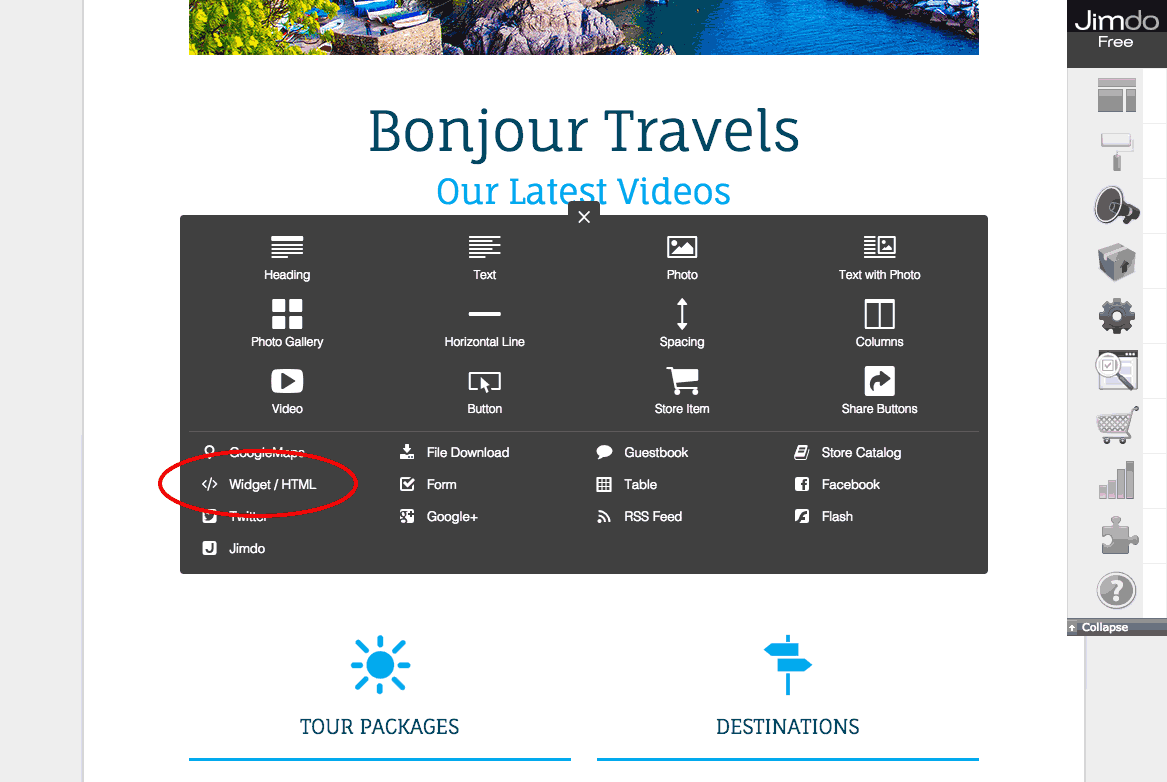 Jimdo
Free
Bonjour Travels
Our Latest Videos
Heading
Text
Photo
Text with Photo
Photo Gallery
Horizontal Line
Spacing
Columns
Video
Button
Store Item
Share Buttons
GoogleMaps
File Download
Guestbook
Store Catalog
</> Widget / HTML
Form
Table
Facebook
Twitter
Google+
RSS Feed
Flash
Jimdo
Collapse
TOUR PACKAGES
DESTINATIONS